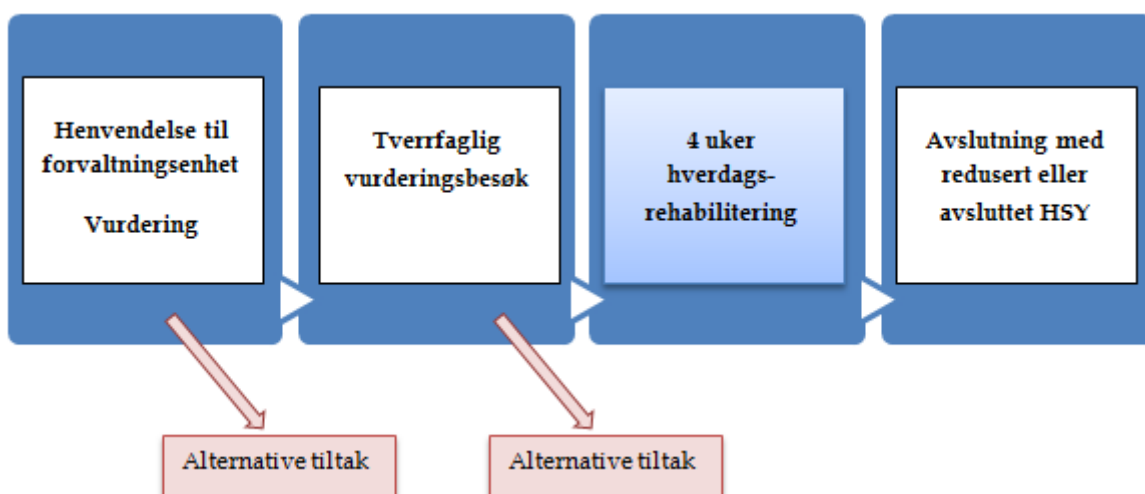 Henvendelse til
forvaltningsenhet
Vurdering
Tverrfaglig
vurderingsbesøk
4 uker
hverdags-
rehabilitering
Avslutning med
redusert eller
avsluttet HSY
Alternative tiltak
Alternative tiltak